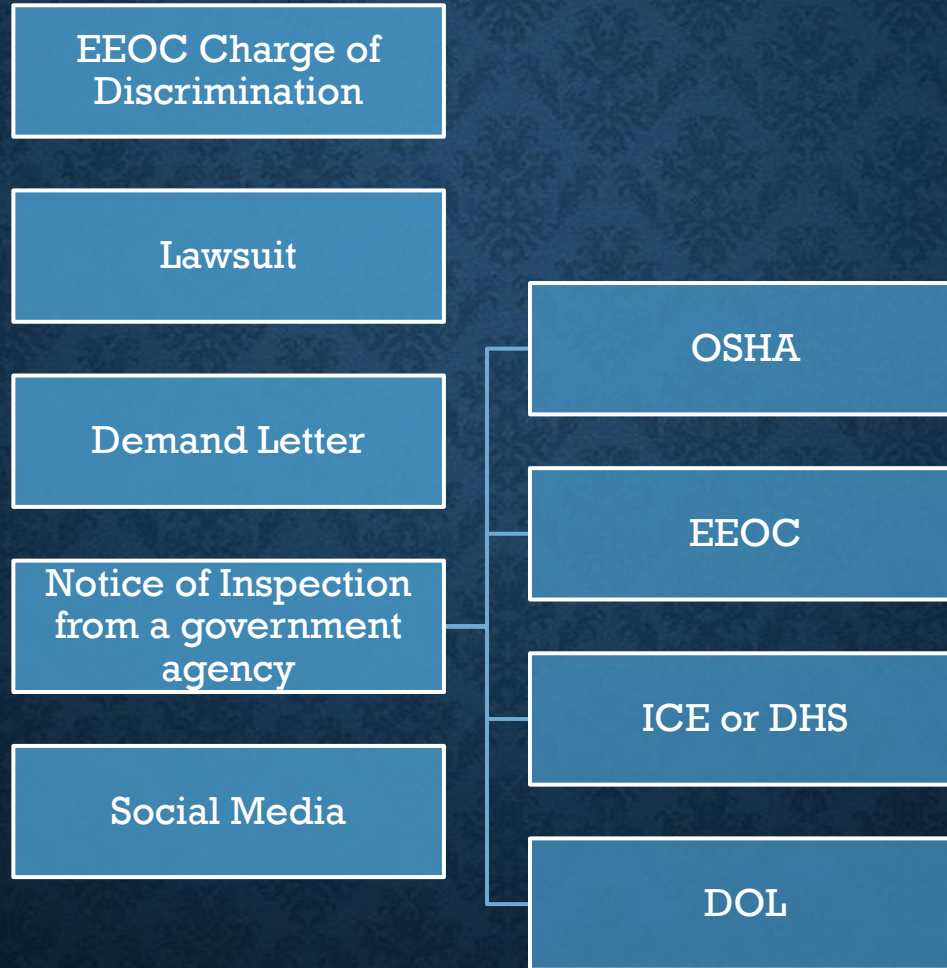 EEOC Charge of
Discrimination
Lawsuit
Demand Letter
Notice of Inspection
from a government
agency
Social Media
OSHA
EEOC
ICE or DHS
DOL